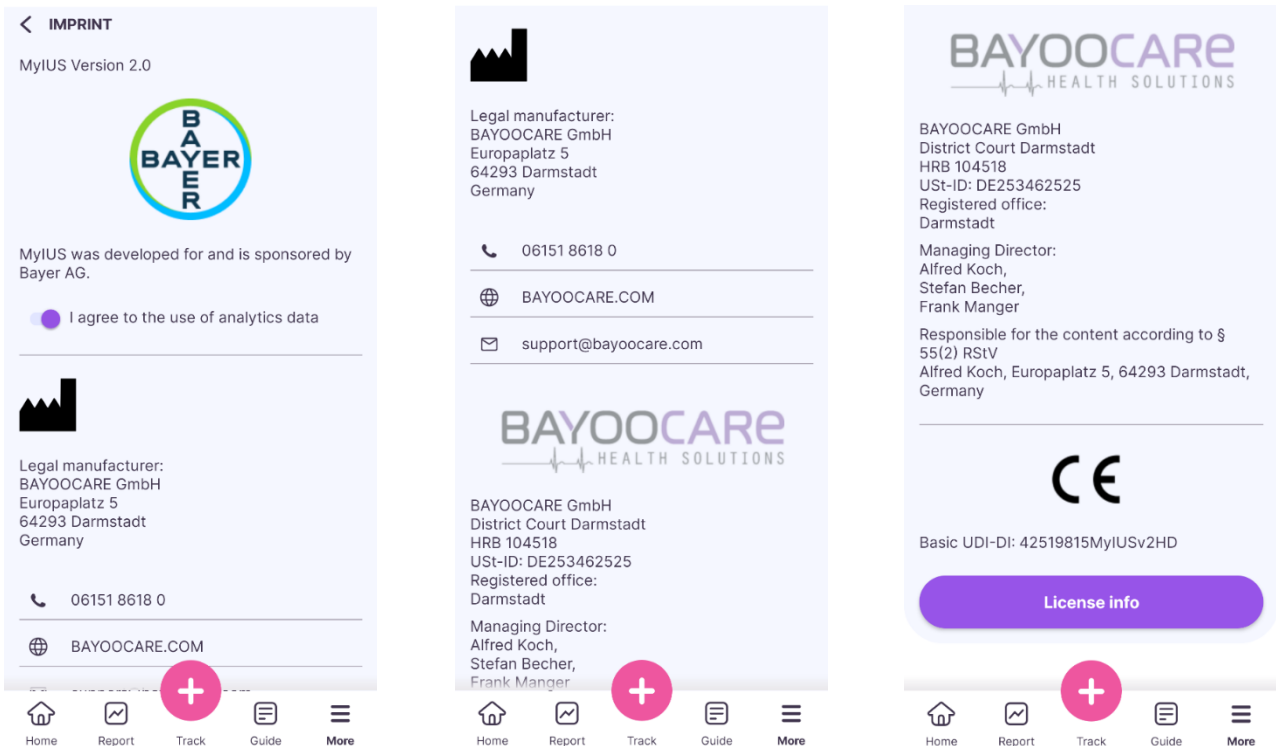 IMPRINT
MyIUS Version 2.0
BAYER
BAYER
MyIUS was developed for and is sponsored by
Bayer AG.
I agree to the use of analytics data
Legal manufacturer:
BAYOOCARE GmbH
Europaplatz 5
64293 Darmstadt
Germany
06151 8618 0
BAYOOCARE.COM
Home Report Track Guide More
Legal manufacturer:
BAYOOCARE GmbH
Europaplatz 5
64293 Darmstadt
Germany
06151 8618 0
BAYOOCARE.COM
support@bayoocare.com
BAYOOCARE
HEALTH SOLUTIONS
BAYOOCARE GmbH
District Court Darmstadt
HRB 104518
USt-ID: DE253462525
Registered office:
Darmstadt
Managing Director:
Alfred Koch,
Stefan Becher,
Frank Manger
Home Report Track Guide More
BAYOOCARE
HEALTH SOLUTIONS
BAYOOCARE GmbH
District Court Darmstadt
HRB 104518
USt-ID: DE253462525
Registered office:
Darmstadt
Managing Director:
Alfred Koch,
Stefan Becher,
Frank Manger
Responsible for the content according to §
55(2) RStV
Alfred Koch, Europaplatz 5, 64293 Darmstadt,
Germany
CE
Basic UDI-DI: 42519815MyIUSv2HD
License info
Home Report Track Guide More